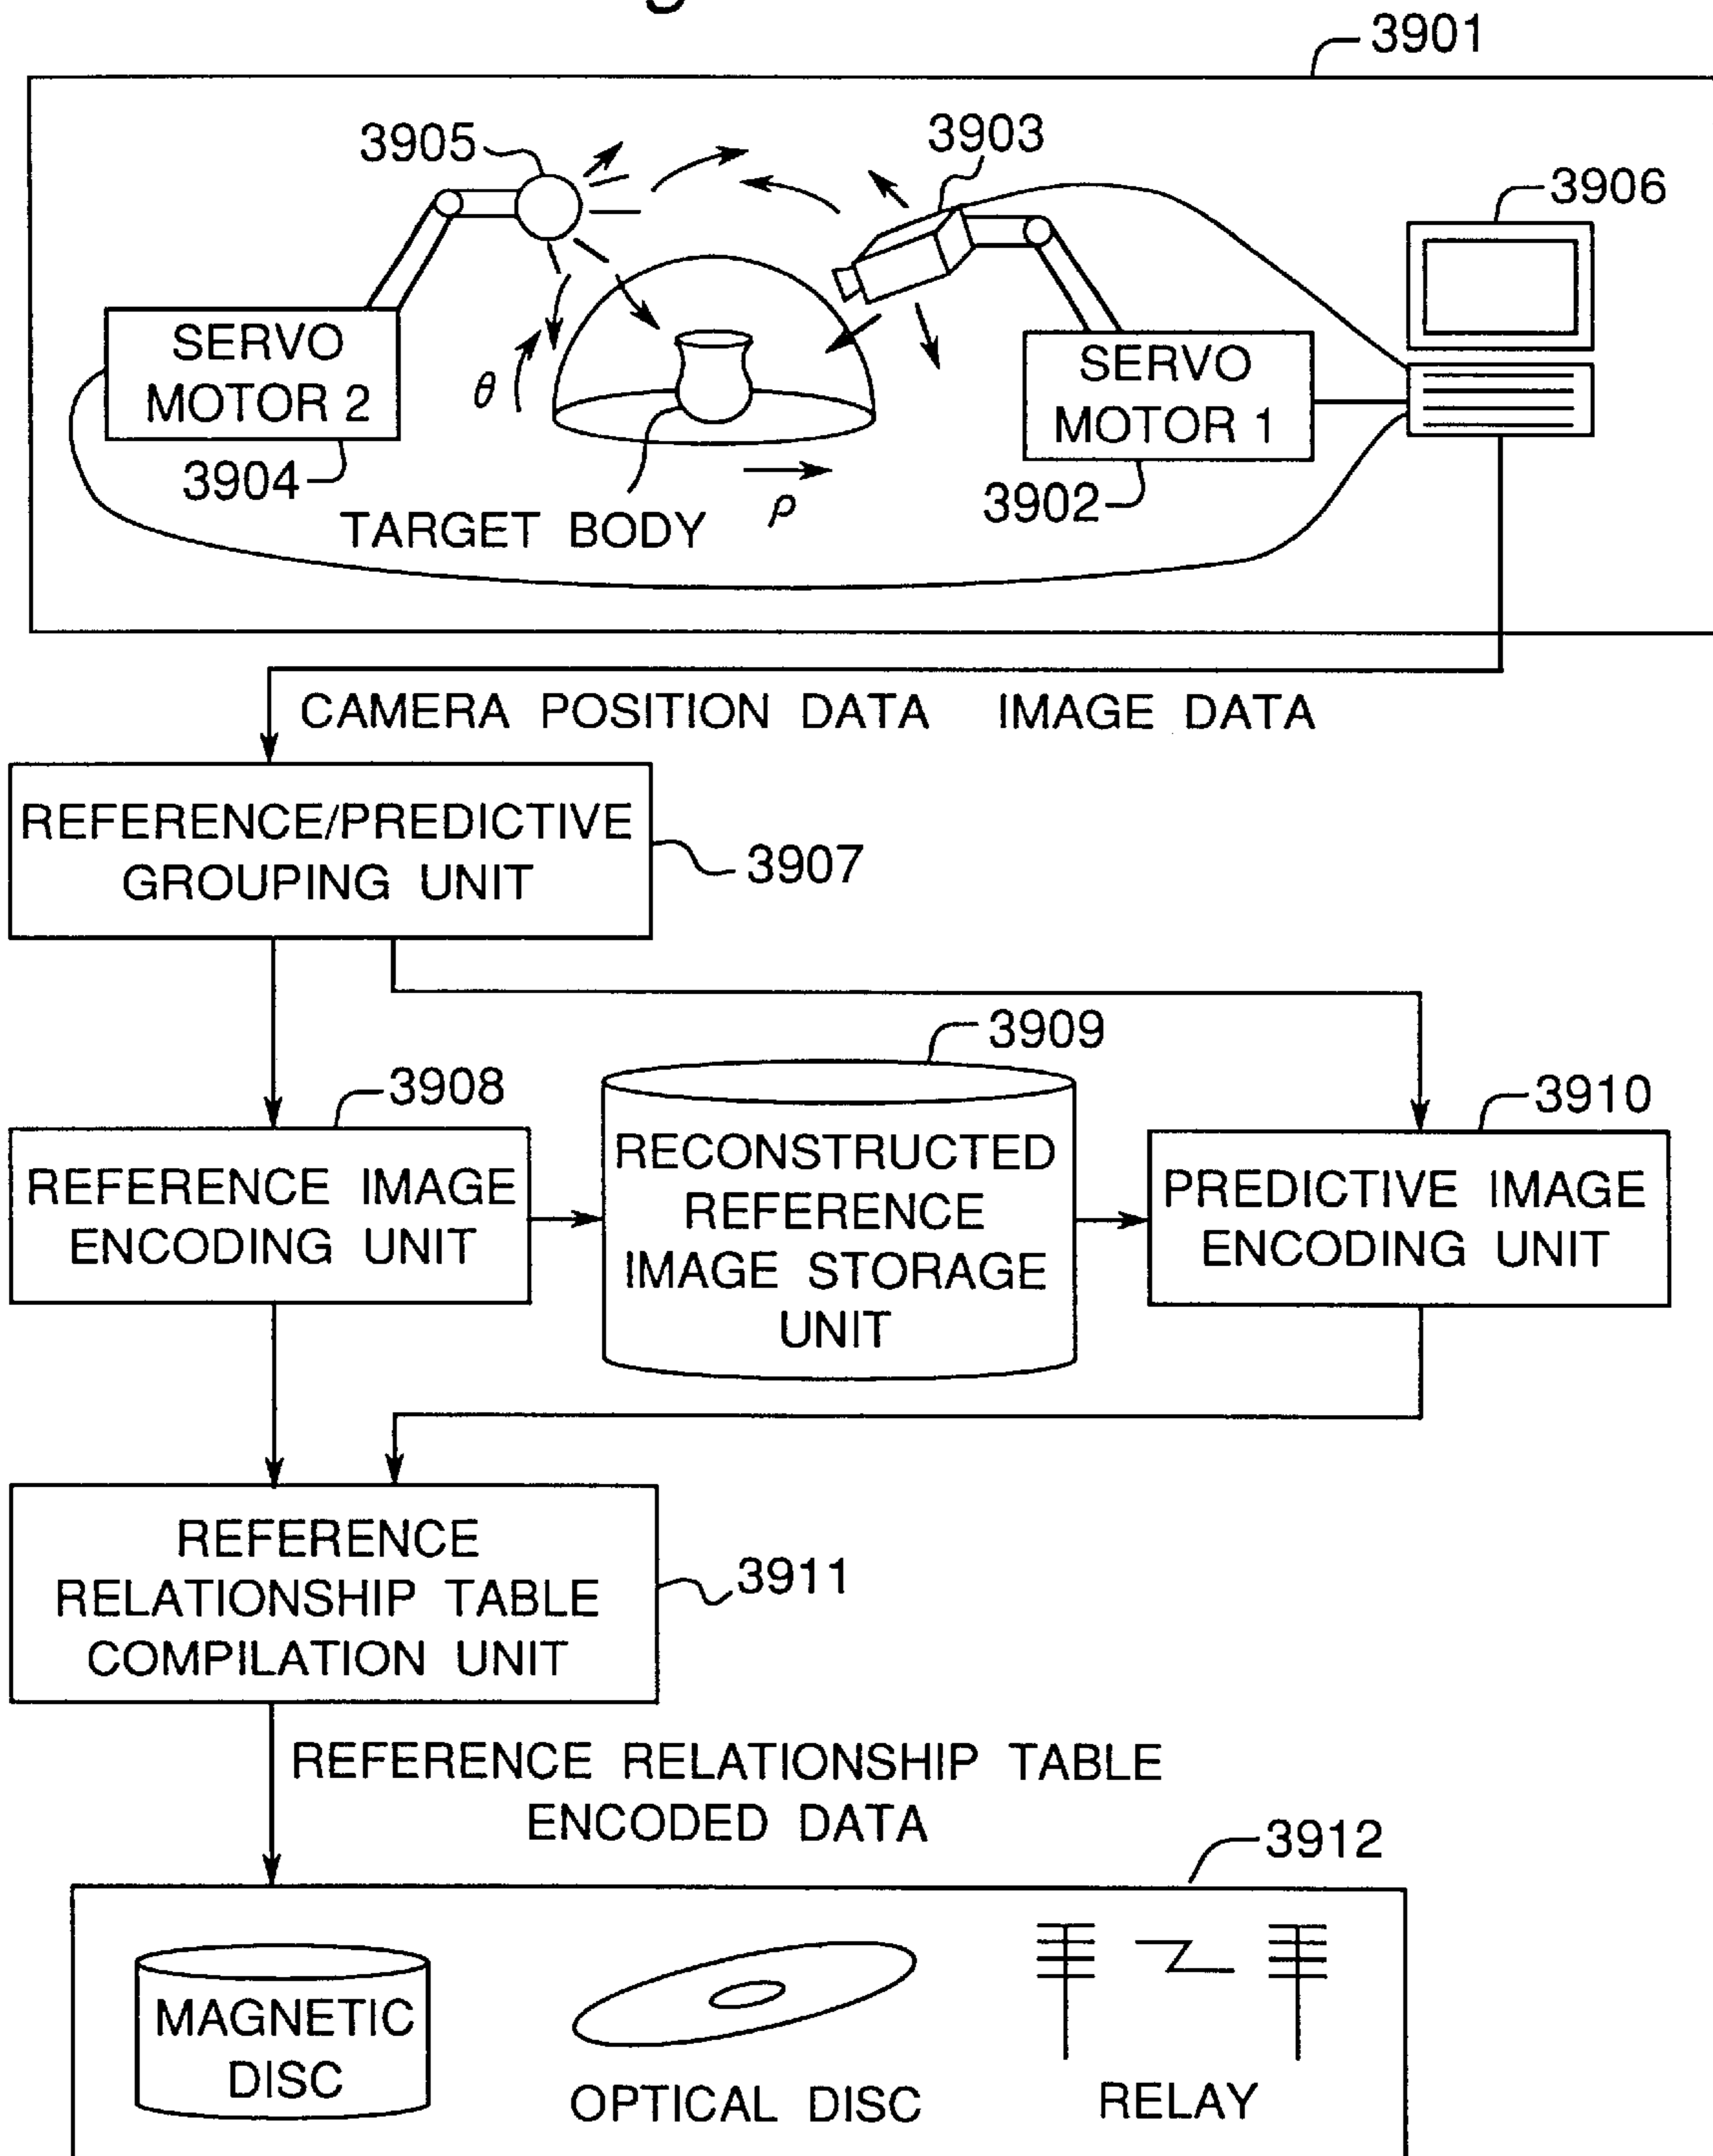 3901
3905
3903
3906
SERVO
MOTOR 2
θ
SERVO
MOTOR 1
3904
3902
TARGET BODY
ρ
CAMERA POSITION DATA IMAGE DATA
REFERENCE/PREDICTIVE
GROUPING UNIT
3907
3909
3908
3910
REFERENCE IMAGE
ENCODING UNIT
RECONSTRUCTED
REFERENCE
IMAGE STORAGE
UNIT
PREDICTIVE IMAGE
ENCODING UNIT
REFERENCE
RELATIONSHIP TABLE
COMPILATION UNIT
3911
REFERENCE RELATIONSHIP TABLE
ENCODED DATA
3912
MAGNETIC
DISC
OPTICAL DISC
RELAY